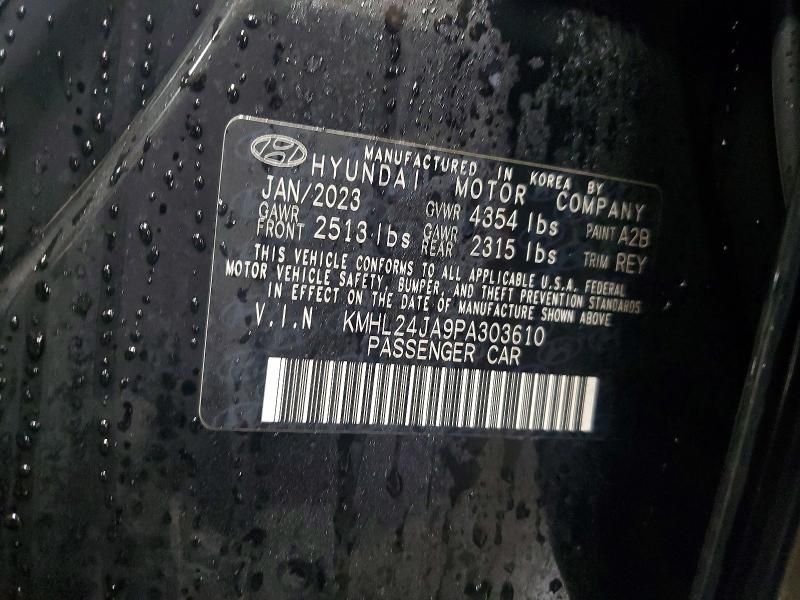 MANUFACTURED IN KOREA BY
HYUNDAI MOTOR COMPANY
JAN/2023 GVWR 4354 lbs PAINT A2B
GAWR FRONT 2513 lbs GAWR REAR 2315 lbs TRIM REY
THIS VEHICLE CONFORMS TO ALL APPLICABLE U.S.A. FEDERAL
MOTOR VEHICLE SAFETY, BUMPER, AND THEFT PREVENTION STANDARDS
IN EFFECT ON THE DATE OF MANUFACTURE SHOWN ABOVE
V.I.N KMHL24JA9PA303610
PASSENGER CAR